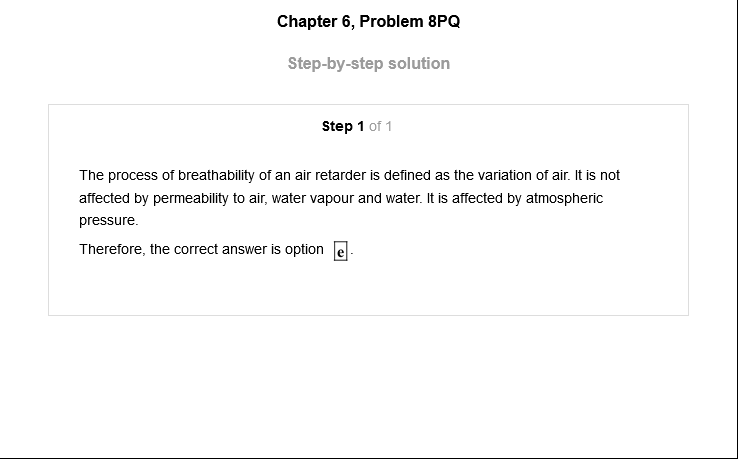 Chapter 6, Problem 8PQ
Step-by-step solution
Step 1 of 1
The process of breathability of an air retarder is defined as the variation of air. It is not
affected by permeability to air, water vapour and water. It is affected by atmospheric
pressure.
Therefore, the correct answer is option e.